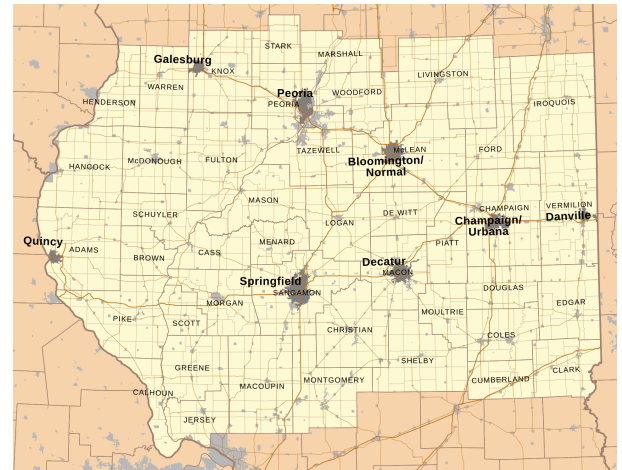 STARK
MARSHALL
Galesburg
KNOX
LIVINGSTON
WARREN
Peoria
WOODFORD
HENDERSON
PEORIA
IROQUOIS
TAZEWELL
McLEAN
FORD
McDONOUGH
FULTON
Bloomington/
Normal
HANCOCK
MASON
SCHUYLER
DE WITT
CHAMPAIGN
VERMILION
LOGAN
Champaign/
Urbana
Danville
Quincy
ADAMS
MENARD
PIATT
BROWN
CASS
Decatur
MACON
Springfield
SANGAMON
DOUGLAS
MORGAN
EDGAR
PIKE
SCOTT
MOULTRIE
CHRISTIAN
COLES
SHELBY
GREENE
CLARK
MACOUPIN
MONTGOMERY
CUMBERLAND
CALHOUN
JERSEY